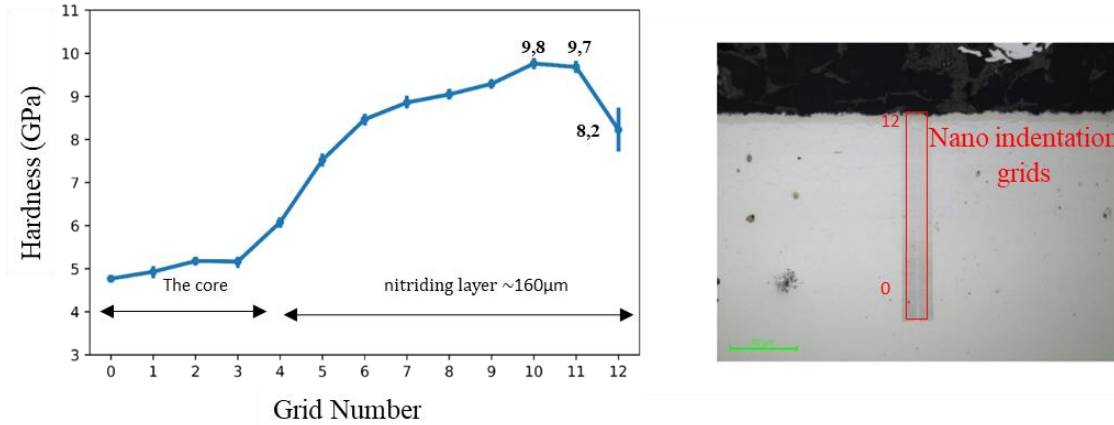 11
10
9
8
7
6
5
4
3
Hardness (GPa)
9,8
9,7
8,2
The core
nitriding layer ~160µm
0 1 2 3 4 5 6 7 8 9 10 11 12
Grid Number
12
Nano indentation
grids
0